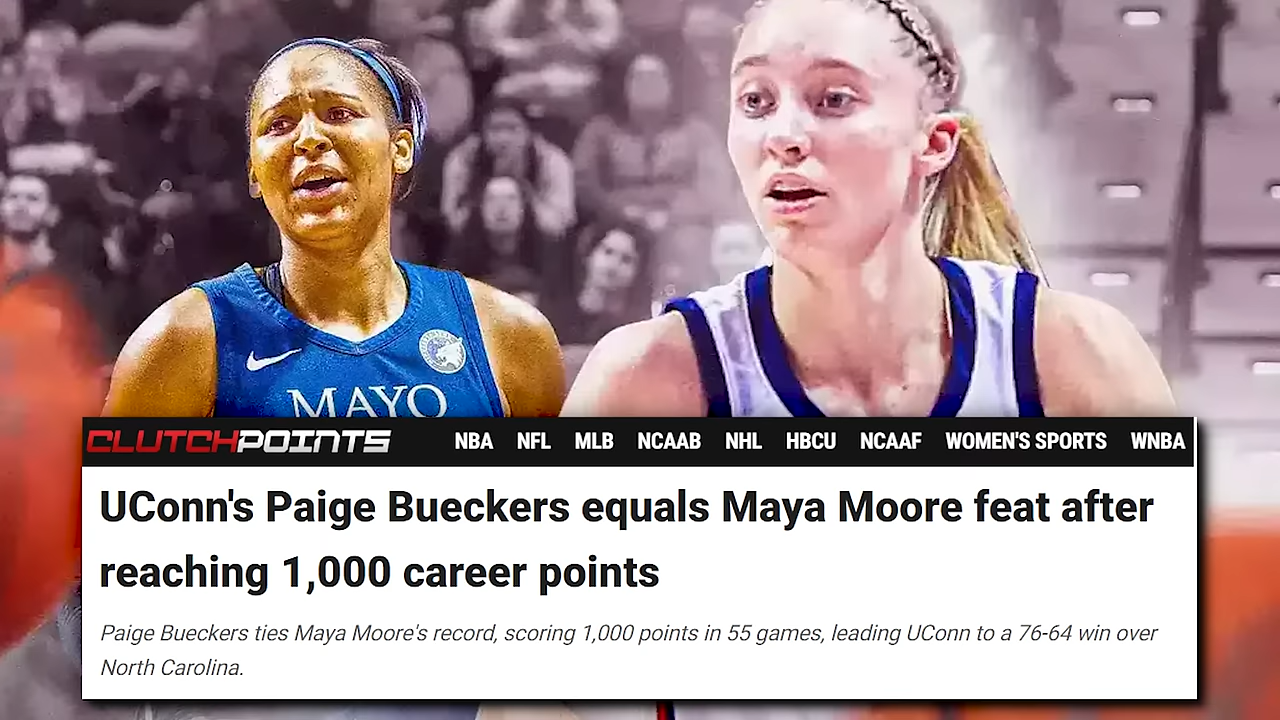 MAYO
CLUTCHPOINTS NBA NFL MLB NCAAB NHL HBCU NCAAF WOMEN'S SPORTS WNBA
UConn's Paige Bueckers equals Maya Moore feat after
reaching 1,000 career points
Paige Bueckers ties Maya Moore's record, scoring 1,000 points in 55 games, leading UConn to a 76-64 win over
North Carolina.